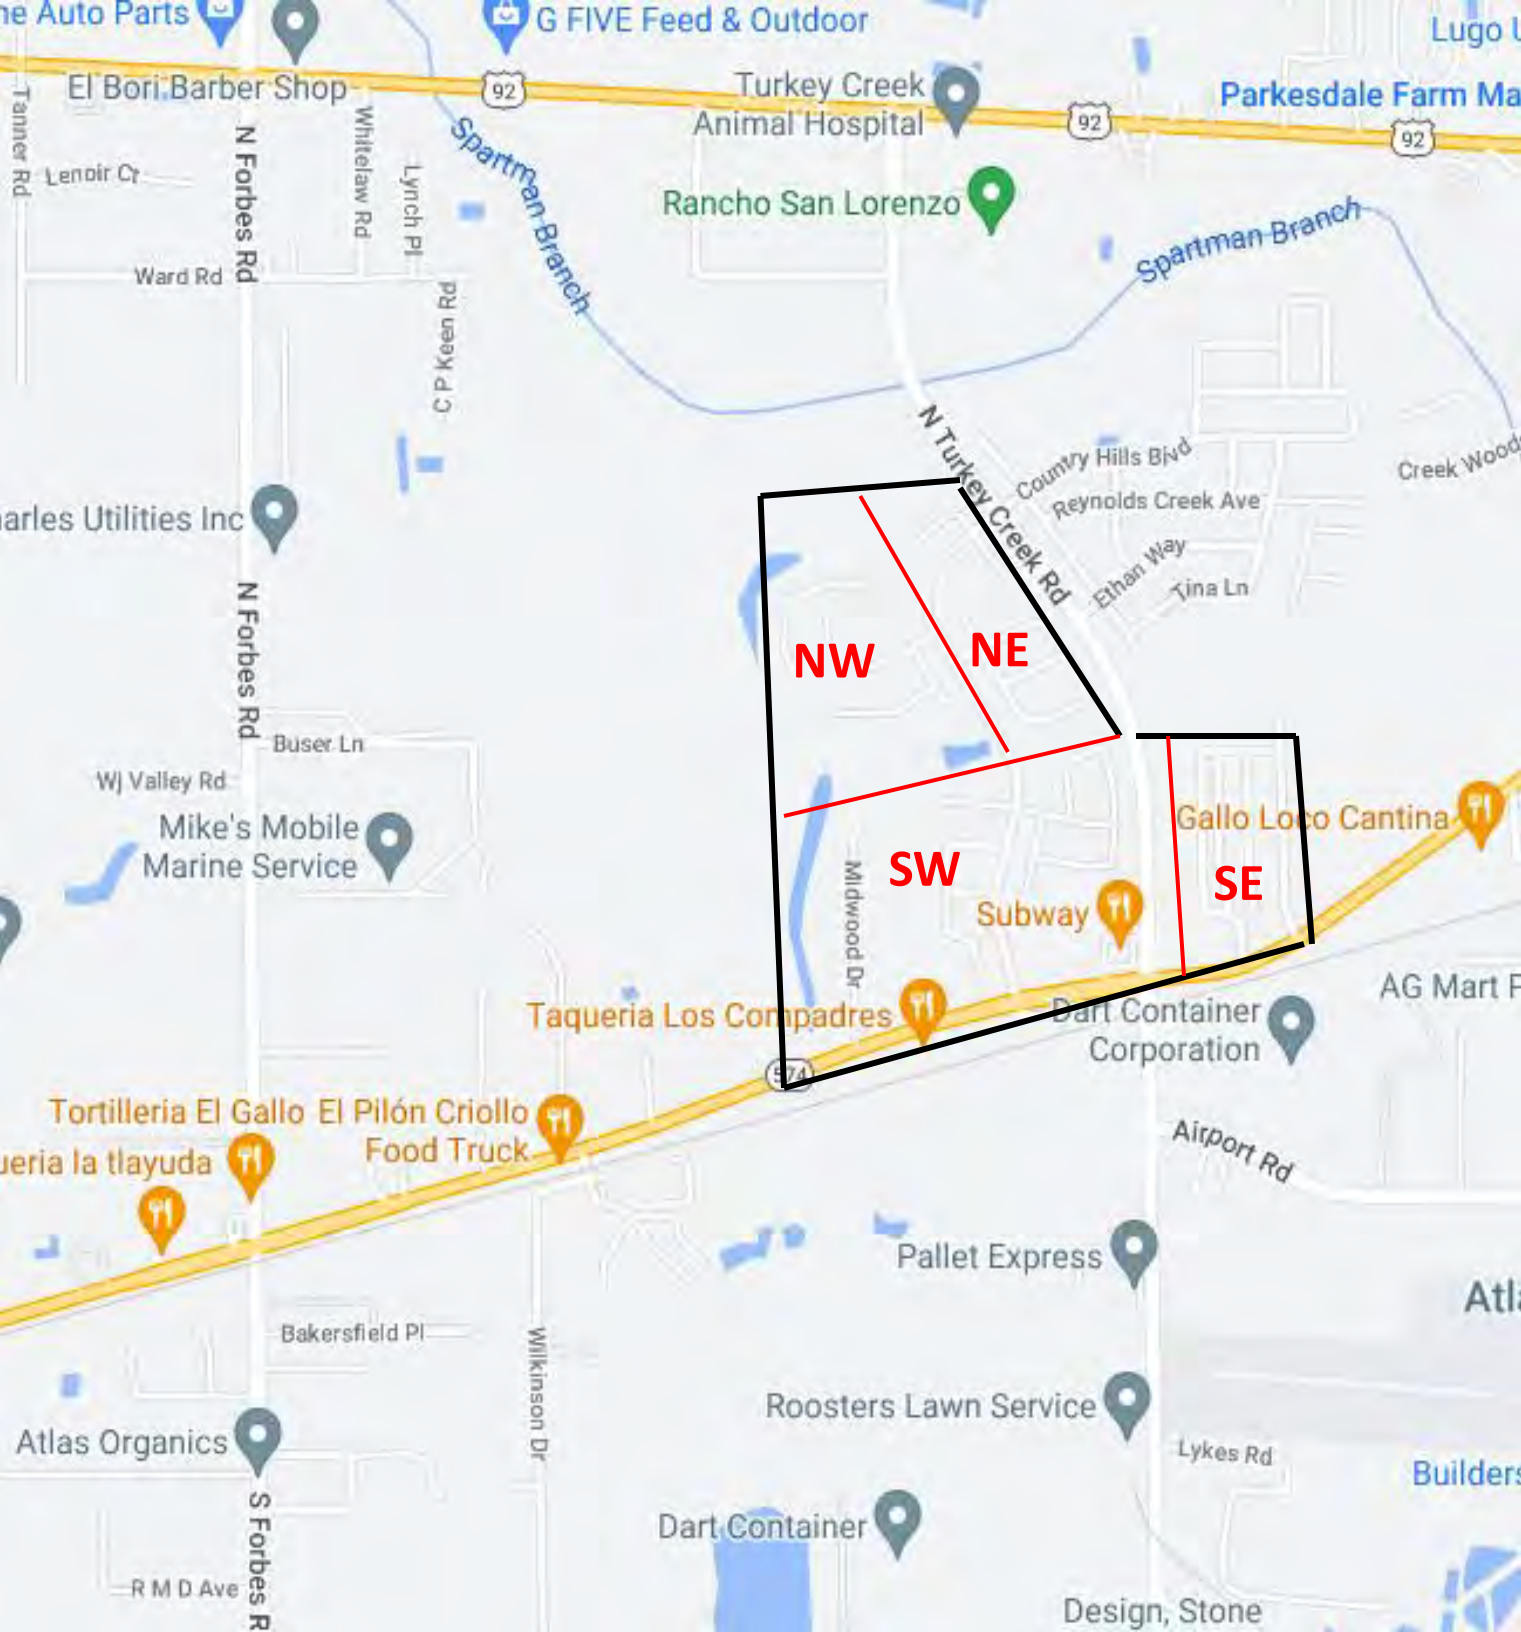 ne Auto Parts
G FIVE Feed & Outdoor
Lugo U
El Bori Barber Shop
92
Turkey Creek
Animal Hospital
92
Parkesdale Farm Ma
92
Tanner Rd
Lenoir Ct
N Forbes Rd
Whitelaw Rd
Lynch Pl
Spartman Branch
Rancho San Lorenzo
Spartman Branch
Ward Rd
C P Keen Rd
N Turkey Creek Rd
Country Hills Blvd
Creek Woods
Reynolds Creek Ave
arles Utilities Inc
Ethan Way
Tina Ln
N Forbes Rd
NW
NE
Buser Ln
Wj Valley Rd
Mike's Mobile
Marine Service
Gallo Loco Cantina
SW
SE
Midwood Dr
Subway
Taqueria Los Compadres
Dart Container
Corporation
AG Mart P
574
Tortilleria El Gallo
El Pilón Criollo
Food Truck
ueria la tlayuda
Airport Rd
Pallet Express
Atla
Bakersfield Pl
Wilkinson Dr
Roosters Lawn Service
Atlas Organics
Lykes Rd
Builders
S Forbes R
Dart Container
R M D Ave
Design, Stone